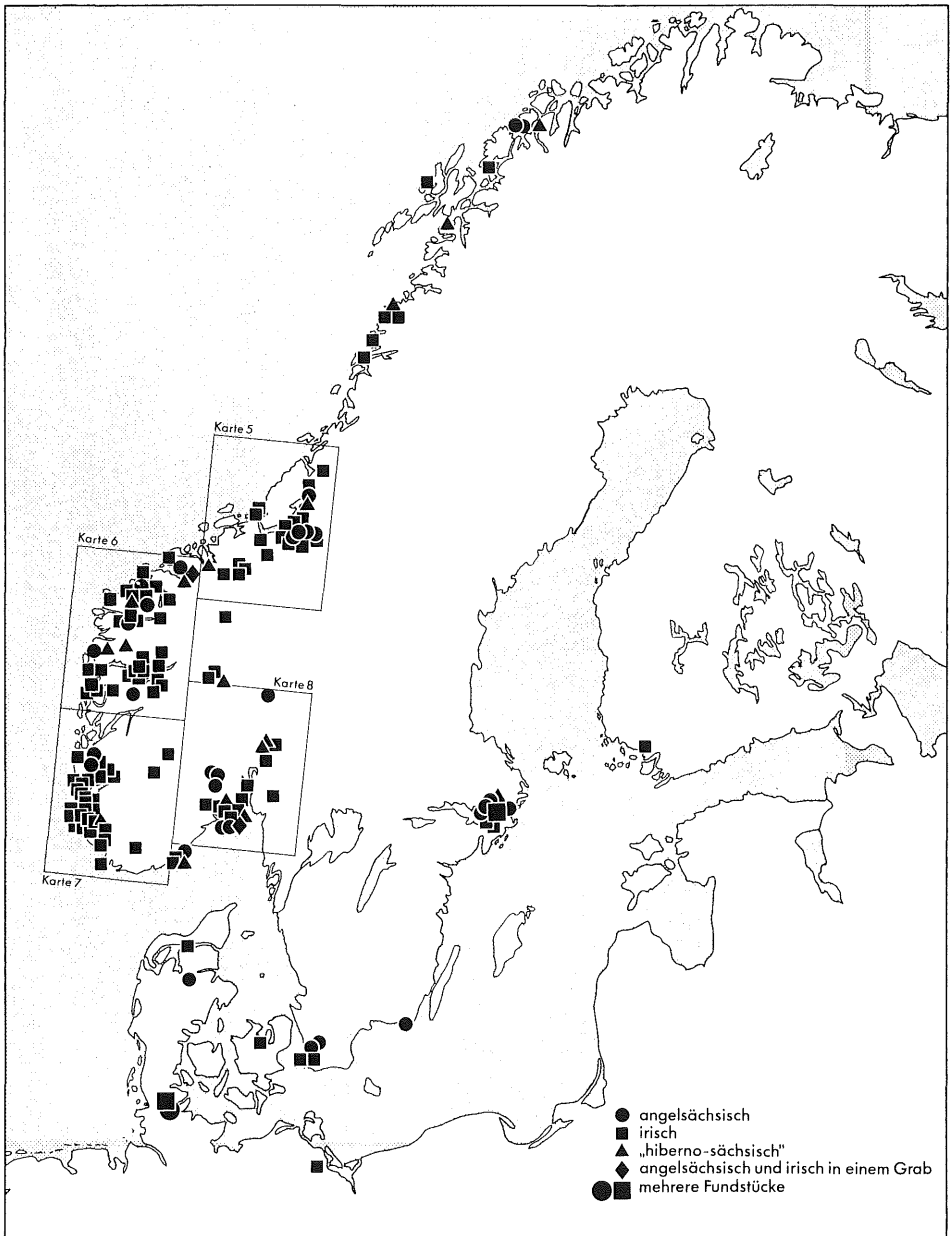 Karte 5
Karte 6
Karte 8
Karte 7
angelsächsisch
irisch
„hiberno-sächsisch"
angelsächsisch und irisch in einem Grab
mehrere Fundstücke